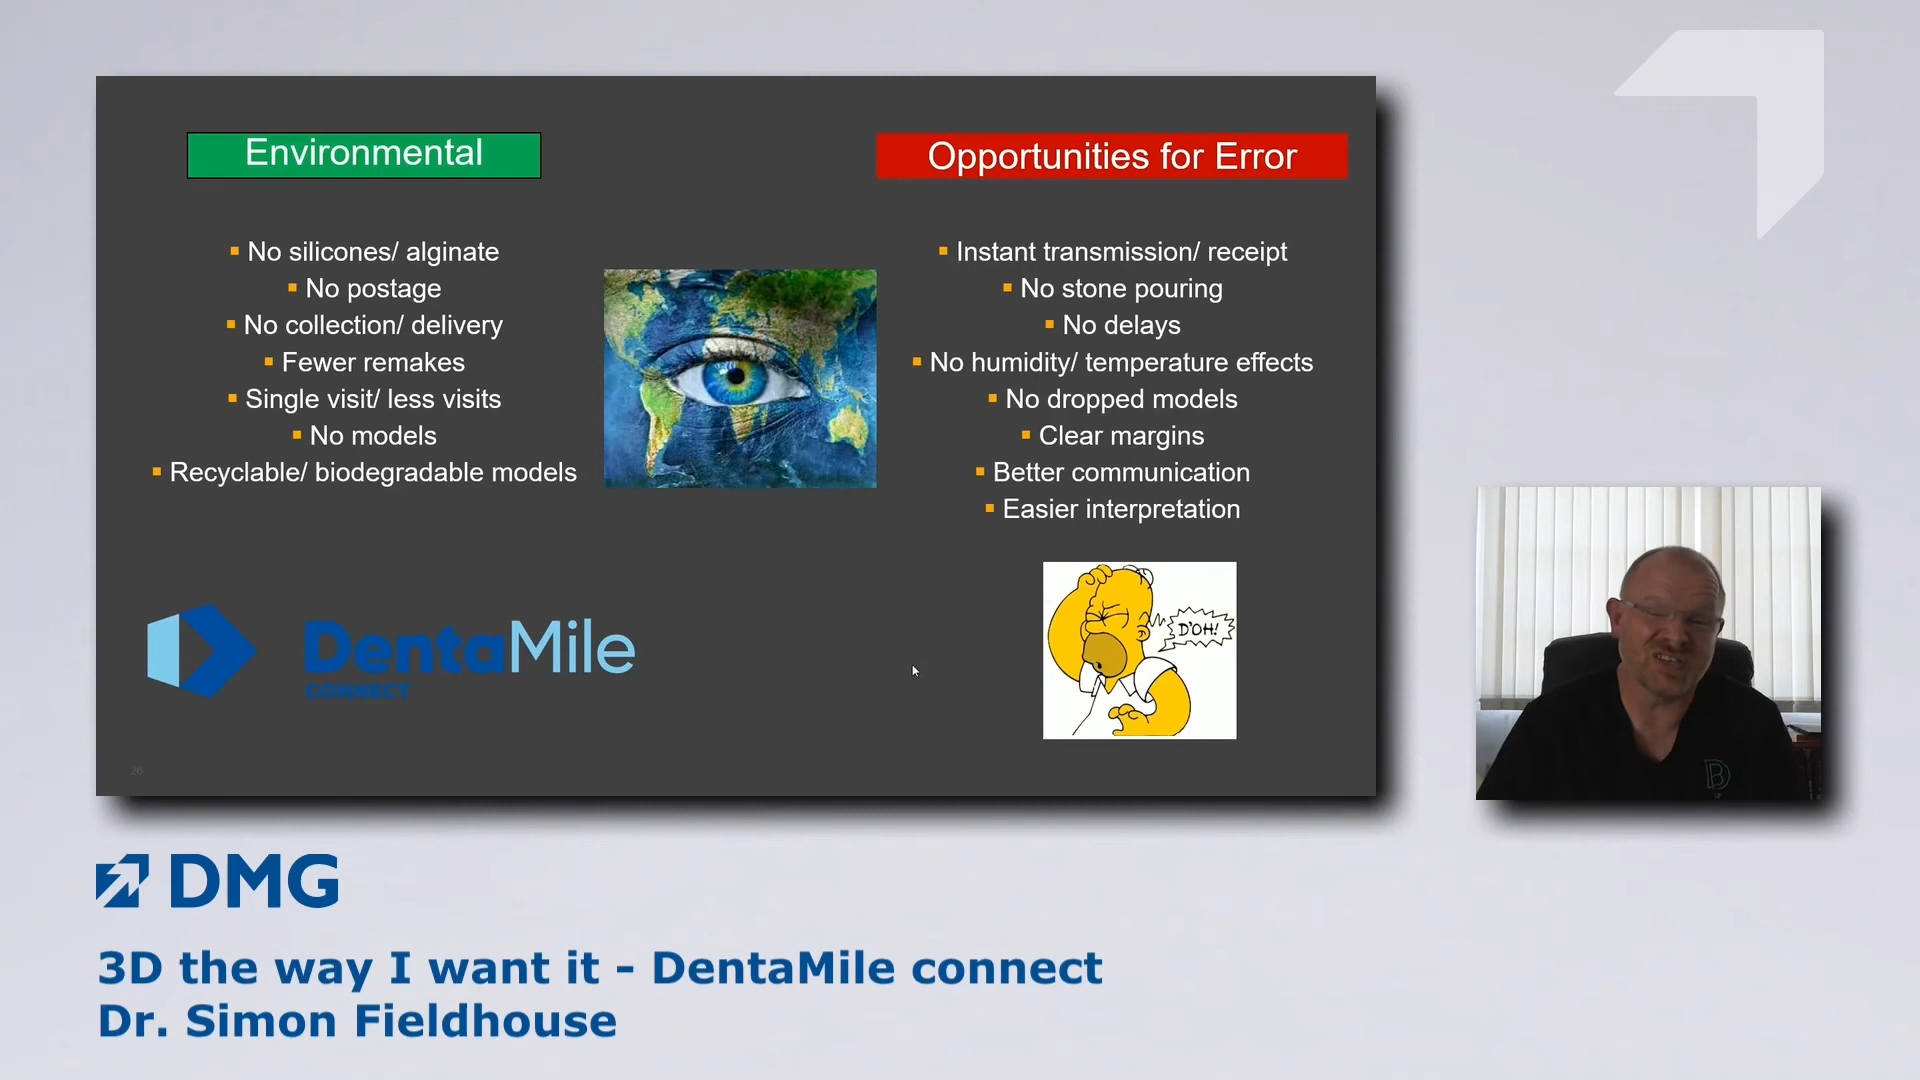 Environmental
No silicones/ alginate
No postage
No collection/ delivery
Fewer remakes
Single visit/ less visits
No models
Recyclable/ biodegradable models
Opportunities for Error
Instant transmission/ receipt
No stone pouring
No delays
No humidity/ temperature effects
No dropped models
Clear margins
Better communication
Easier interpretation
D'OH!
DentaMile
CONNECT
26
DMG
3D the way I want it - DentaMile connect
Dr. Simon Fieldhouse